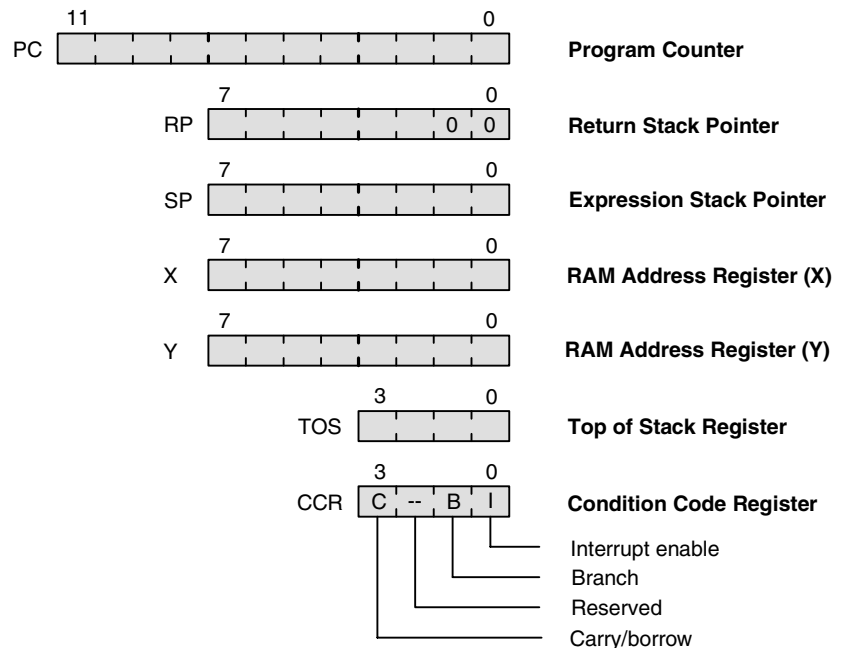 11 0
PC Program Counter
7 0
RP 0 0 Return Stack Pointer
7 0
SP Expression Stack Pointer
7 0
X RAM Address Register (X)
7 0
Y RAM Address Register (Y)
3 0
TOS Top of Stack Register
3 0
CCR C -- B I Condition Code Register
Interrupt enable
Branch
Reserved
Carry/borrow